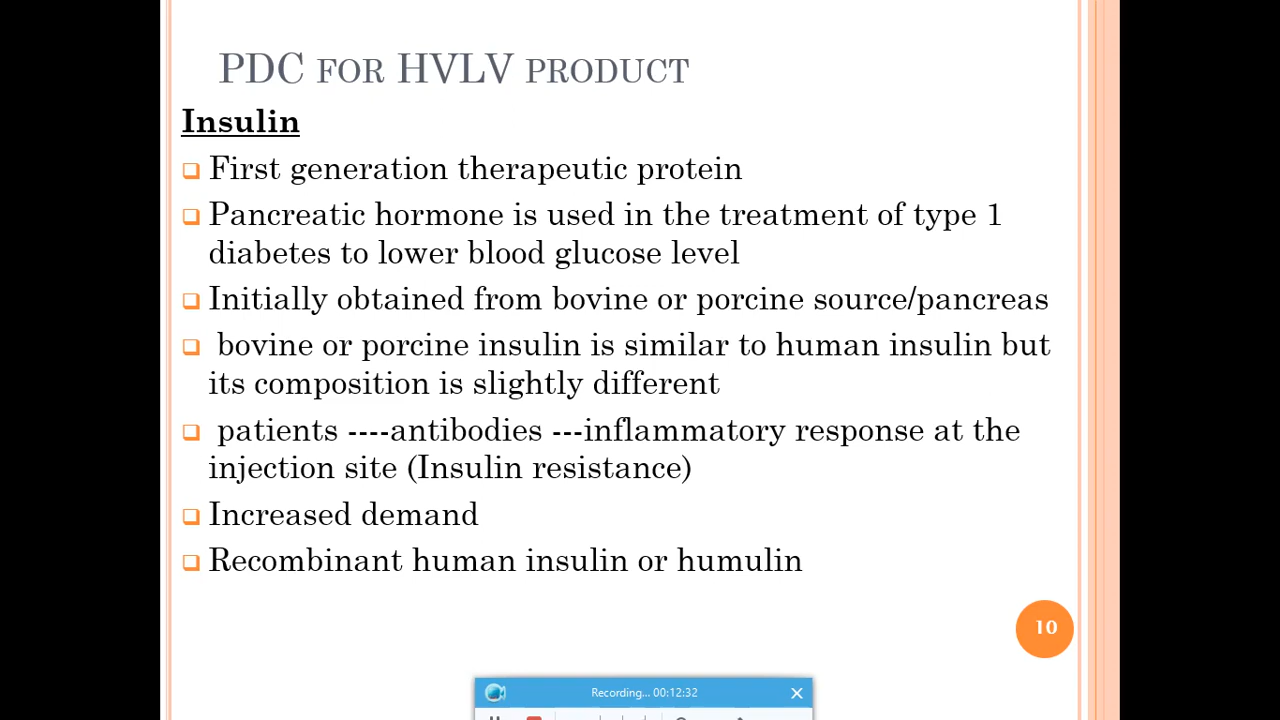 PDC FOR HVLV PRODUCT
Insulin
First generation therapeutic protein
Pancreatic hormone is used in the treatment of type 1
diabetes to lower blood glucose level
Initially obtained from bovine or porcine source/pancreas
bovine or porcine insulin is similar to human insulin but
its composition is slightly different
patients ----antibodies ---inflammatory response at the
injection site (Insulin resistance)
Increased demand
Recombinant human insulin or humulin
10
Recording... 00:12:32